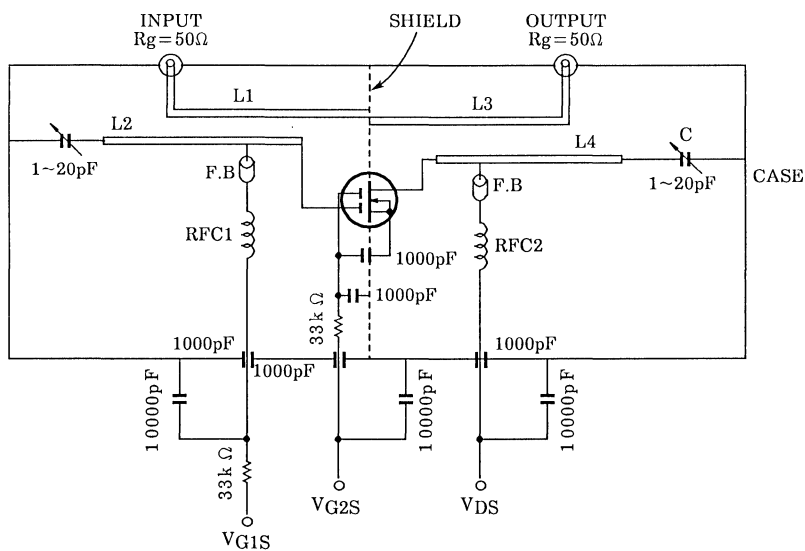 INPUT
Rg=50Ω
SHIELD
OUTPUT
Rg=50Ω
L1
L3
L2
L4
C
1~20pF
F.B
1~20pF
F.B
CASE
RFC1
RFC2
1000pF
1000pF
33kΩ
1000pF
1000pF
1000pF
10000pF
10000pF
10000pF
33kΩ
VG2S
VDS
VG1S